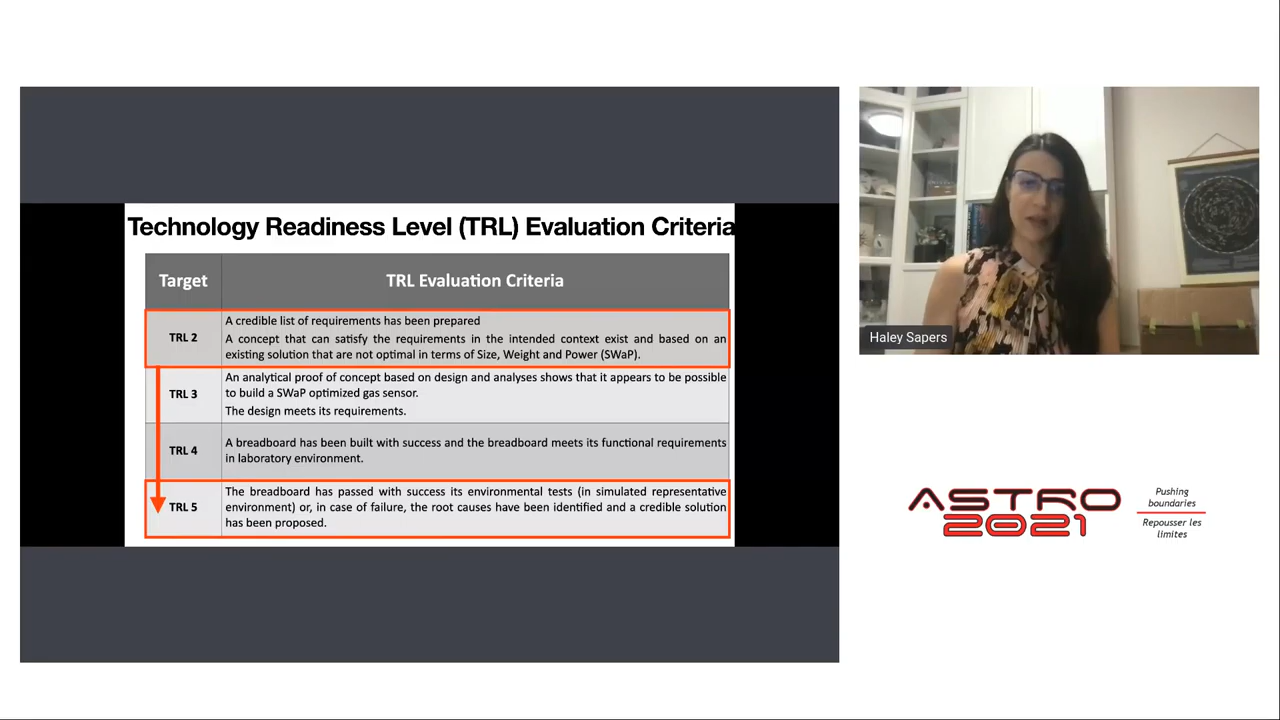 Technology Readiness Level (TRL) Evaluation Criteria
Target
TRL Evaluation Criteria
TRL 2
A credible list of requirements has been prepared
A concept that can satisfy the requirements in the intended context exist and based on an
existing solution that are not optimal in terms of Size, Weight and Power (SWaP).
TRL 3
An analytical proof of concept based on design and analyses shows that it appears to be possible
to build a SWaP optimized gas sensor.
The design meets its requirements.
TRL 4
A breadboard has been built with success and the breadboard meets its functional requirements
in laboratory environment.
TRL 5
The breadboard has passed with success its environmental tests (in simulated representative
environment) or, in case of failure, the root causes have been identified and a credible solution
has been proposed.
Haley Sapers
ASTRO
2021
Pushing
boundaries
Repousser les
limites